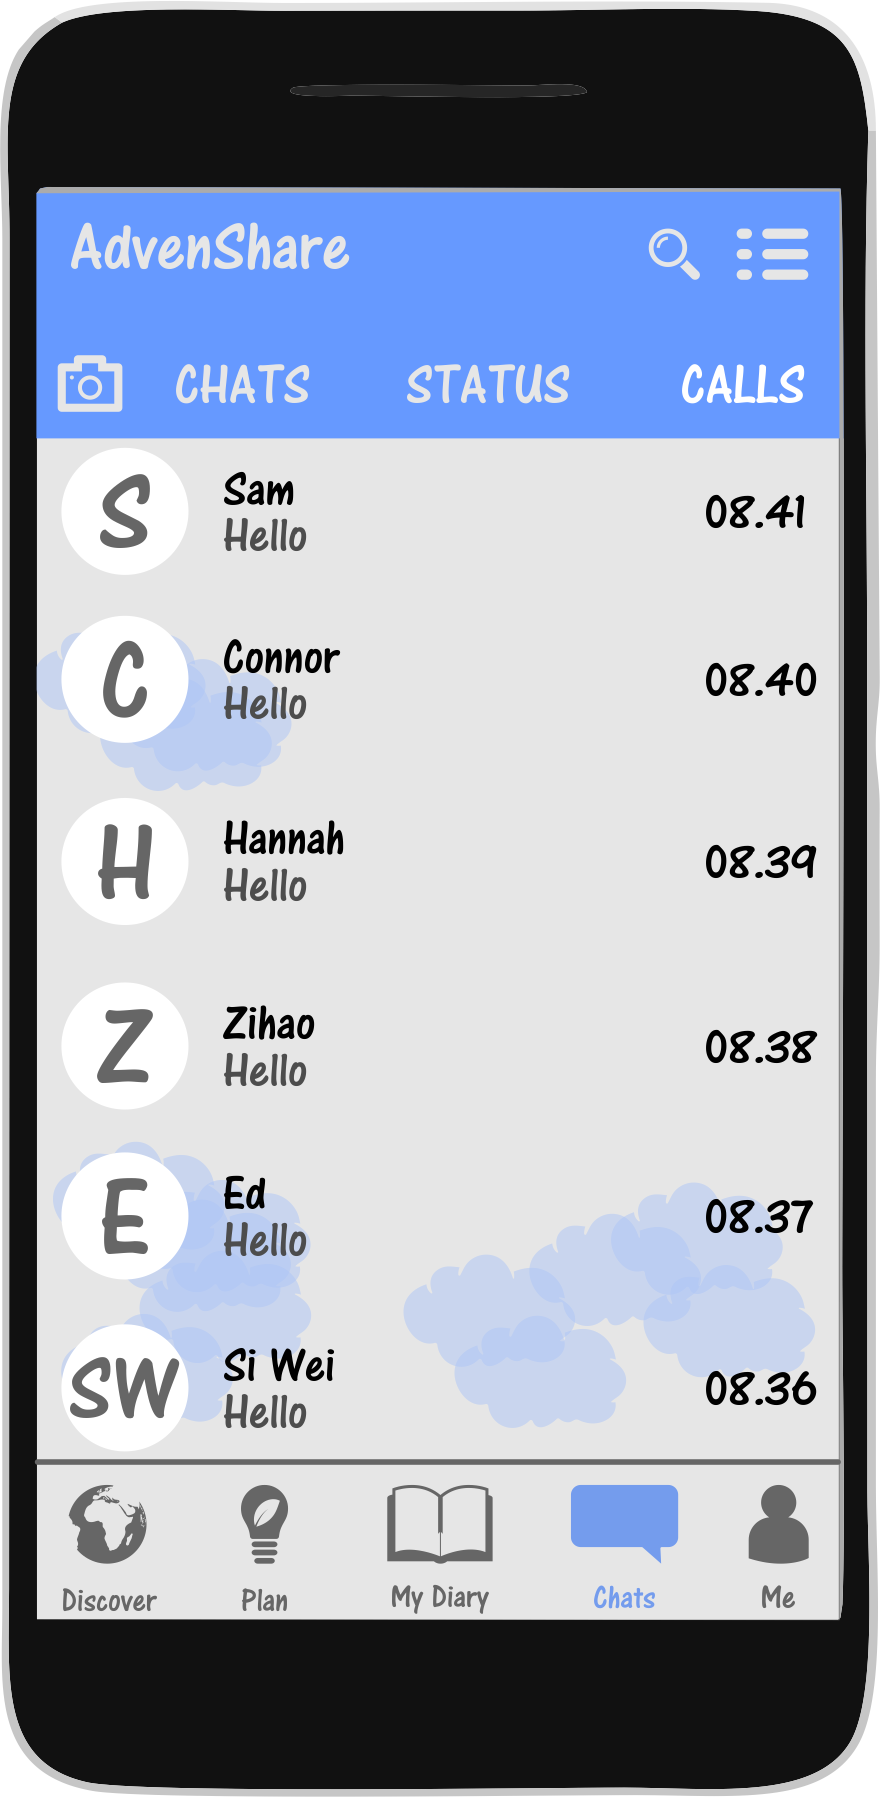 AdvenShare
CHATS STATUS CALLS
S
Sam
Hello
08.41
C
Connor
Hello
08.40
H
Hannah
Hello
08.39
Z
Zihao
Hello
08.38
E
Ed
Hello
08.37
SW
Si Wei
Hello
08.36
Discover Plan My Diary Chats Me